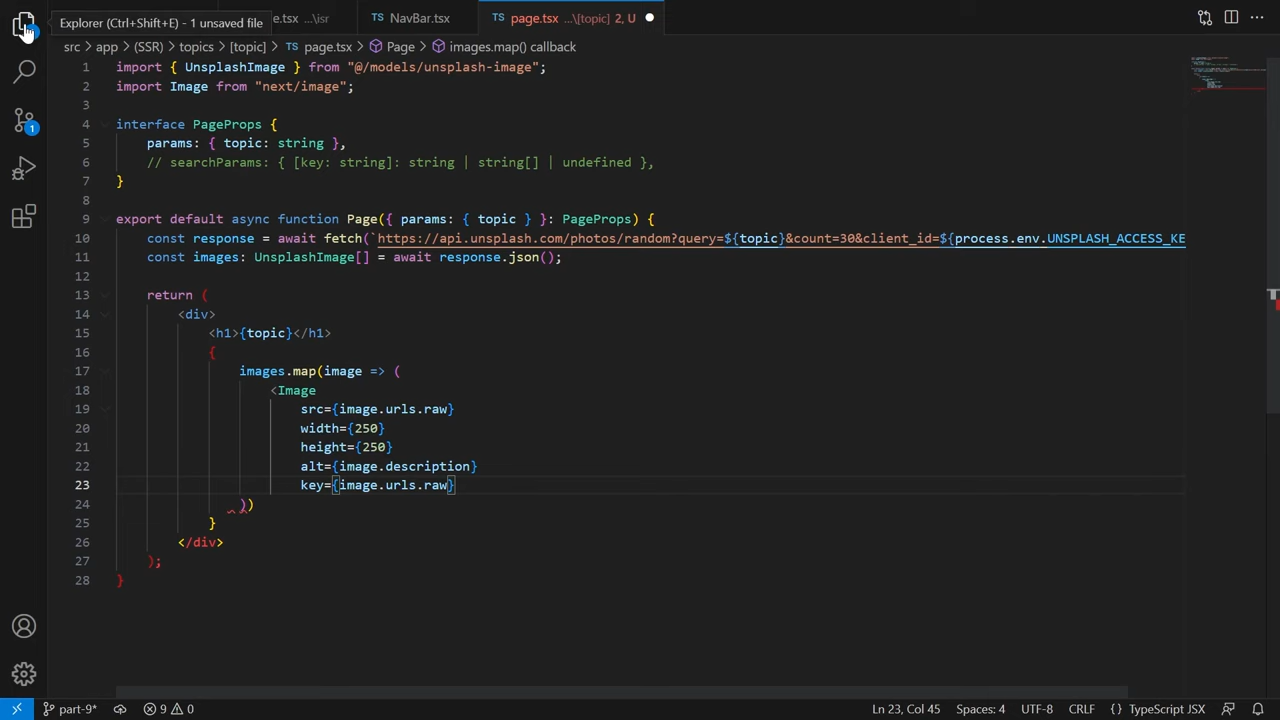 Explorer (Ctrl+Shift+E) - 1 unsaved file
.tsx ...\isr
TS NavBar.tsx
TS page.tsx ...\[topic] 2, U
src > app > (SSR) > topics > [topic] > TS page.tsx > Page > images.map() callback
1 import { UnsplashImage } from "@/models/unsplash-image";
2 import Image from "next/image";
3
4 interface PageProps {
5 params: { topic: string },
6 // searchParams: { [key: string]: string | string[] | undefined },
7 }
8
9 export default async function Page({ params: { topic } }: PageProps) {
10 const response = await fetch(`https://api.unsplash.com/photos/random?query=${topic}&count=30&client_id=${process.env.UNSPLASH_ACCESS_KE
11 const images: UnsplashImage[] = await response.json();
12
13 return (
14 <div>
15 <h1>{topic}</h1>
16 {
17 images.map(image => (
18 <Image
19 src={image.urls.raw}
20 width={250}
21 height={250}
22 alt={image.description}
23 key={image.urls.raw}
24 ))
25 }
26 </div>
27 );
28 }
1
part-9* 9 0 Ln 23, Col 45 Spaces: 4 UTF-8 CRLF {} TypeScript JSX